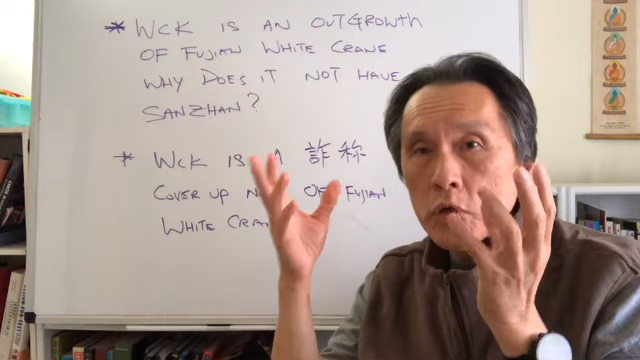 * WCK IS AN OUTGROWTH
OF FUJIAN WHITE CRANE
WHY DOES IT NOT HAVE
SANZHAN?
* WCK IS A 詐称
COVER UP OF FUJIAN
WHITE